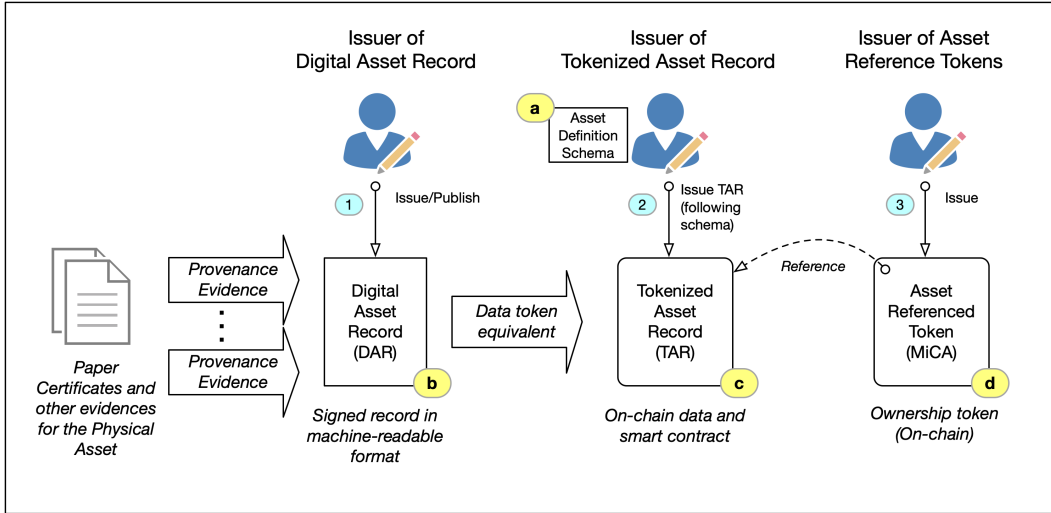 Issuer of
Digital Asset Record
Issuer of
Tokenized Asset Record
Issuer of Asset
Reference Tokens
a
Asset
Definition
Schema
1
Issue/Publish
2
Issue TAR
(following
schema)
3
Issue
Provenance
Evidence
Provenance
Evidence
Paper
Certificates and
other evidences
for the Physical
Asset
Digital
Asset
Record
(DAR)
b
Signed record in
machine-readable
format
Data token
equivalent
Tokenized
Asset
Record
(TAR)
c
On-chain data and
smart contract
Reference
Asset
Referenced
Token
(MiCA)
d
Ownership token
(On-chain)